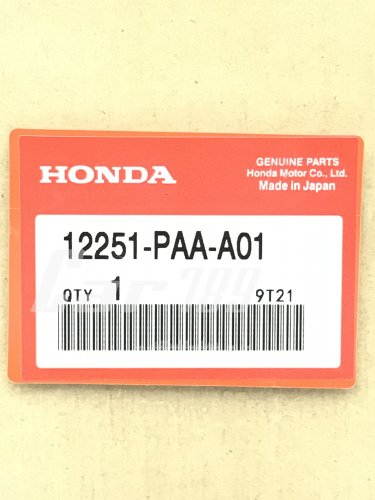 HONDA
GENUINE PARTS
Honda Motor Co., Ltd.
Made in Japan
12251-PAA-A01
QTY 1 9T21